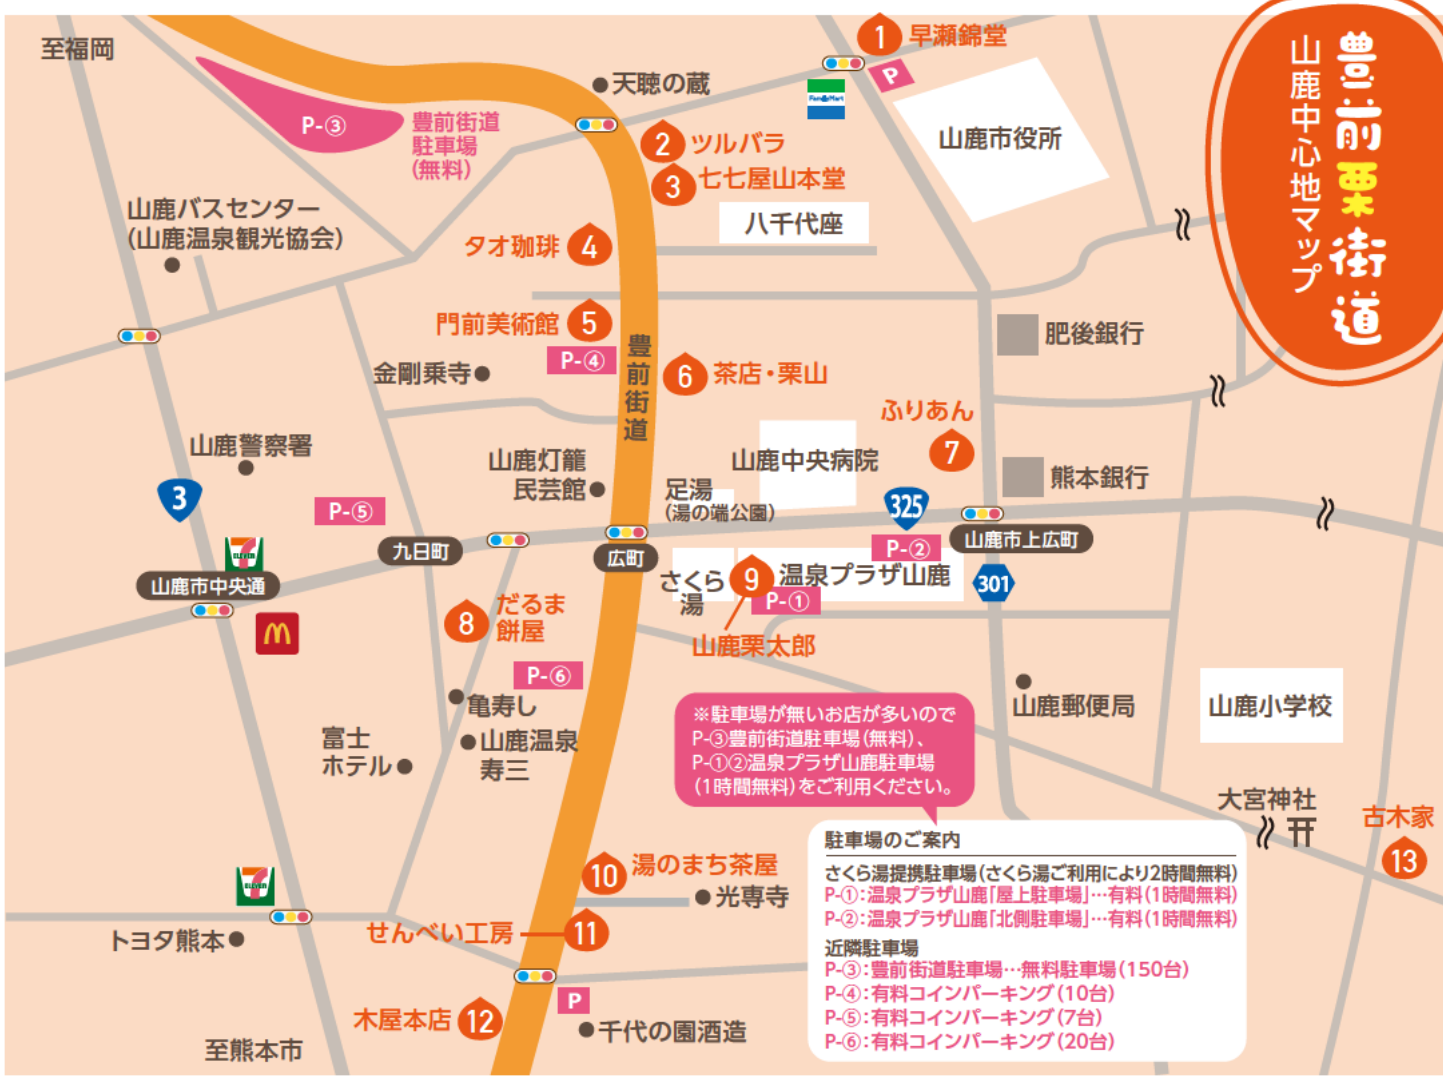 豊前栗街道
山鹿中心地マップ
至福岡
P-③
豊前街道
駐車場
(無料)
天聴の蔵
1
早瀬錦堂
P
FamilyMart
山鹿市役所
2
ツルバラ
3
七七屋山本堂
八千代座
山鹿バスセンター
(山鹿温泉観光協会)
タオ珈琲
4
門前美術館
5
P-④
金剛乗寺
豊前街道
6
茶店・栗山
肥後銀行
ふりあん
7
山鹿中央病院
熊本銀行
山鹿警察署
3
P-⑤
山鹿灯籠
民芸館
足湯
(湯の端公園)
325
P-②
山鹿市上広町
301
九日町
広町
ELEVEN
山鹿市中央通
さくら
湯
9
温泉プラザ山鹿
P-①
山鹿栗太郎
8
だるま
餅屋
P-⑥
亀寿し
山鹿温泉
寿三
富士
ホテル
山鹿郵便局
山鹿小学校
大宮神社
古木家
13
※駐車場が無いお店が多いので
P-③豊前街道駐車場(無料)、
P-①②温泉プラザ山鹿駐車場
(1時間無料)をご利用ください。
駐車場のご案内
さくら湯提携駐車場(さくら湯ご利用により2時間無料)
P-①:温泉プラザ山鹿「屋上駐車場」…有料(1時間無料)
P-②:温泉プラザ山鹿「北側駐車場」…有料(1時間無料)
近隣駐車場
P-③:豊前街道駐車場…無料駐車場(150台)
P-④:有料コインパーキング(10台)
P-⑤:有料コインパーキング(7台)
P-⑥:有料コインパーキング(20台)
10
湯のまち茶屋
光専寺
せんべい工房
11
ELEVEN
トヨタ熊本
木屋本店
12
P
千代の園酒造
至熊本市